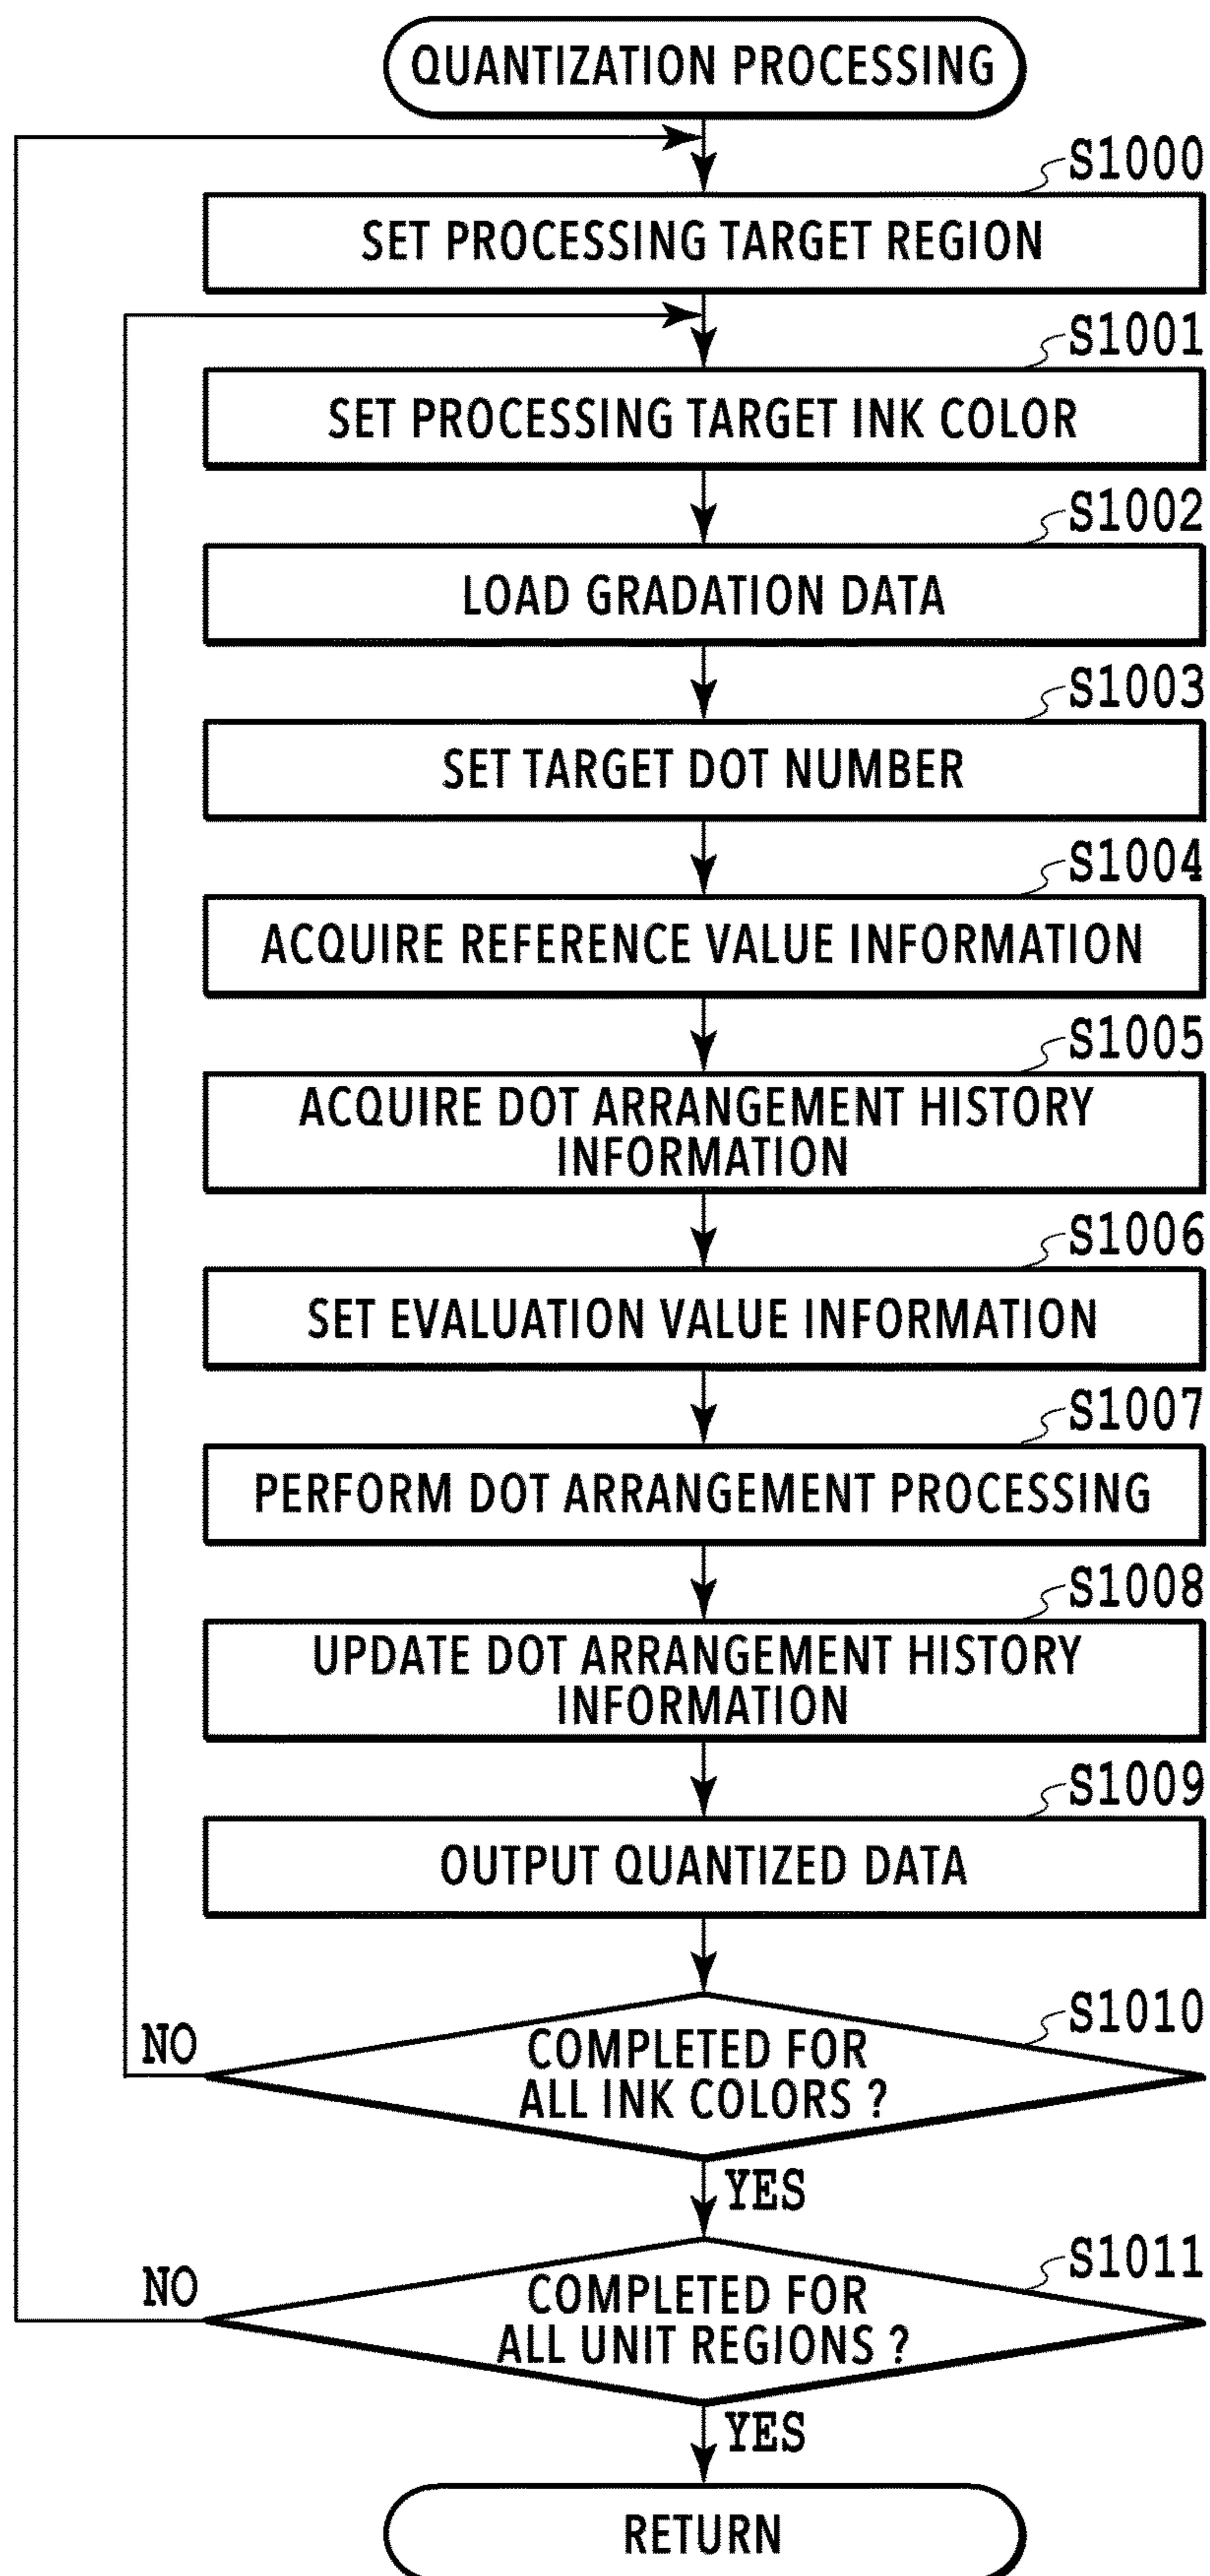 QUANTIZATION PROCESSING
S1000
SET PROCESSING TARGET REGION
S1001
SET PROCESSING TARGET INK COLOR
S1002
LOAD GRADATION DATA
S1003
SET TARGET DOT NUMBER
S1004
ACQUIRE REFERENCE VALUE INFORMATION
S1005
ACQUIRE DOT ARRANGEMENT HISTORY
INFORMATION
S1006
SET EVALUATION VALUE INFORMATION
S1007
PERFORM DOT ARRANGEMENT PROCESSING
S1008
UPDATE DOT ARRANGEMENT HISTORY
INFORMATION
S1009
OUTPUT QUANTIZED DATA
S1010
NO
COMPLETED FOR
ALL INK COLORS ?
YES
S1011
NO
COMPLETED FOR
ALL UNIT REGIONS ?
YES
RETURN